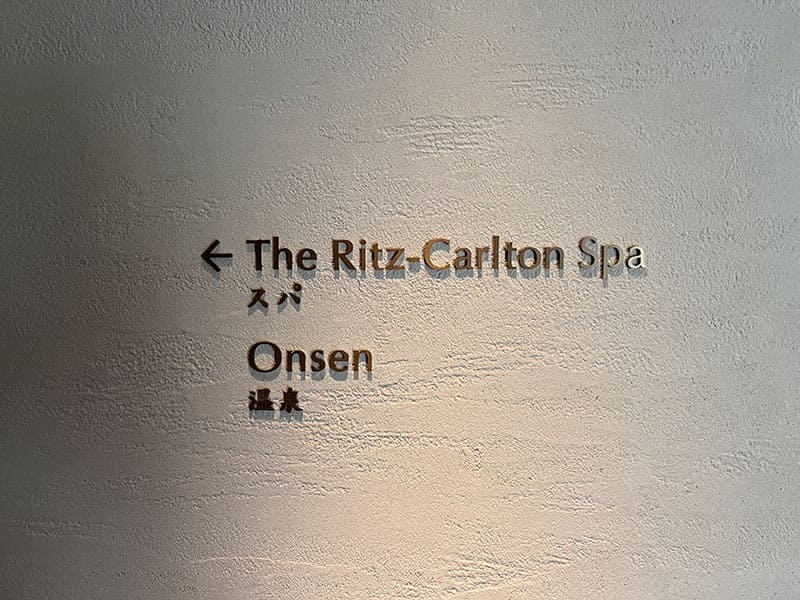 ← The Ritz-Carlton Spa
スパ
Onsen
温泉